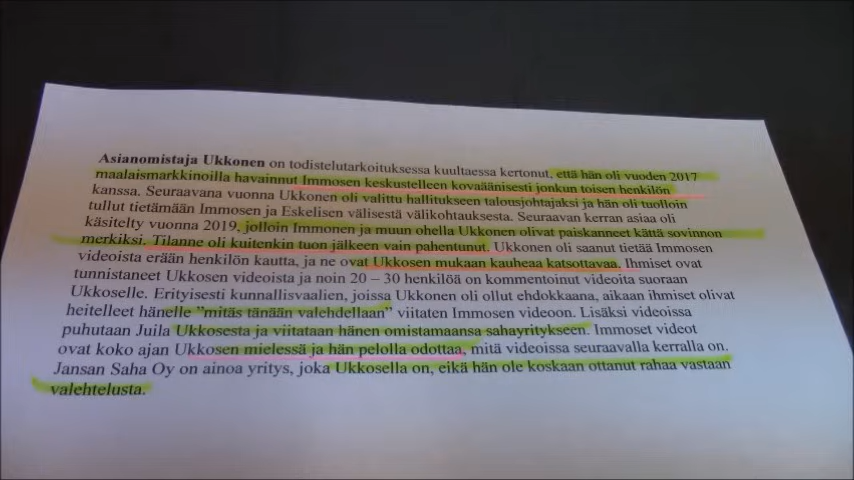 Asianomistaja Ukkonen on todistelutarkoituksessa kuultaessa kertonut, että hän oli vuoden 2017
maalaismarkkinoilla havainnut Immosen keskustelleen kovaäänisesti jonkun toisen henkilön
kanssa. Seuraavana vuonna Ukkonen oli valittu hallitukseen talousjohtajaksi ja hän oli tuolloin
tullut tietämään Immosen ja Eskelisen välisestä välikohtauksesta. Seuraavan kerran asiaa oli
käsitelty vuonna 2019, jolloin Immonen ja muun ohella Ukkonen olivat paiskanneet kättä sovinnon
merkiksi. Tilanne oli kuitenkin tuon jälkeen vain pahentunut. Ukkonen oli saanut tietää Immosen
videoista erään henkilön kautta, ja ne ovat Ukkosen mukaan kauheaa katsottavaa. Ihmiset ovat
tunnistaneet Ukkosen videoista ja noin 20 – 30 henkilöä on kommentoinut videoita suoraan
Ukkoselle. Erityisesti kunnallisvaalien, joissa Ukkonen oli ollut ehdokkaana, aikaan ihmiset olivat
heitelleet hänelle ”mitäs tänään valehdellaan” viitaten Immosen videoon. Lisäksi videoissa
puhutaan Juila Ukkosesta ja viitataan hänen omistamaansa sahayritykseen. Immoset videot
ovat koko ajan Ukkosen mielessä ja hän pelolla odottaa, mitä videoissa seuraavalla kerralla on.
Jansan Saha Oy on ainoa yritys, joka Ukkosella on, eikä hän ole koskaan ottanut rahaa vastaan
valehtelusta.